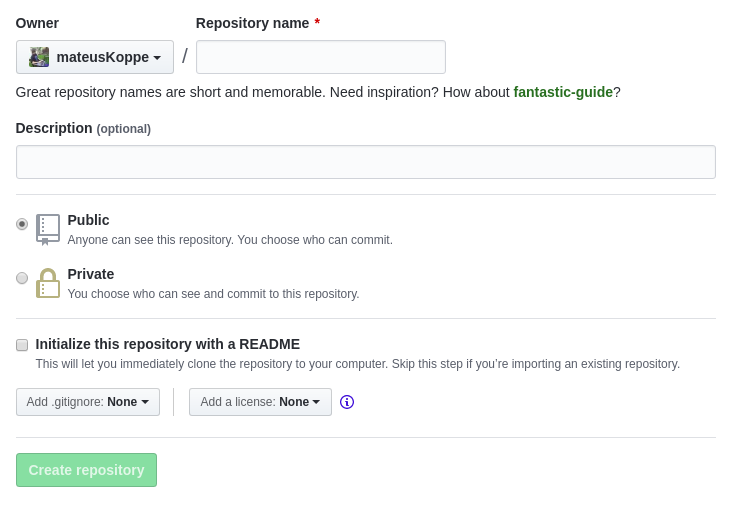 Owner
Repository name *
mateusKoppe /
Great repository names are short and memorable. Need inspiration? How about fantastic-guide?
Description (optional)
Public
Anyone can see this repository. You choose who can commit.
Private
You choose who can see and commit to this repository.
Initialize this repository with a README
This will let you immediately clone the repository to your computer. Skip this step if you’re importing an existing repository.
Add .gitignore: None
Add a license: None
Create repository